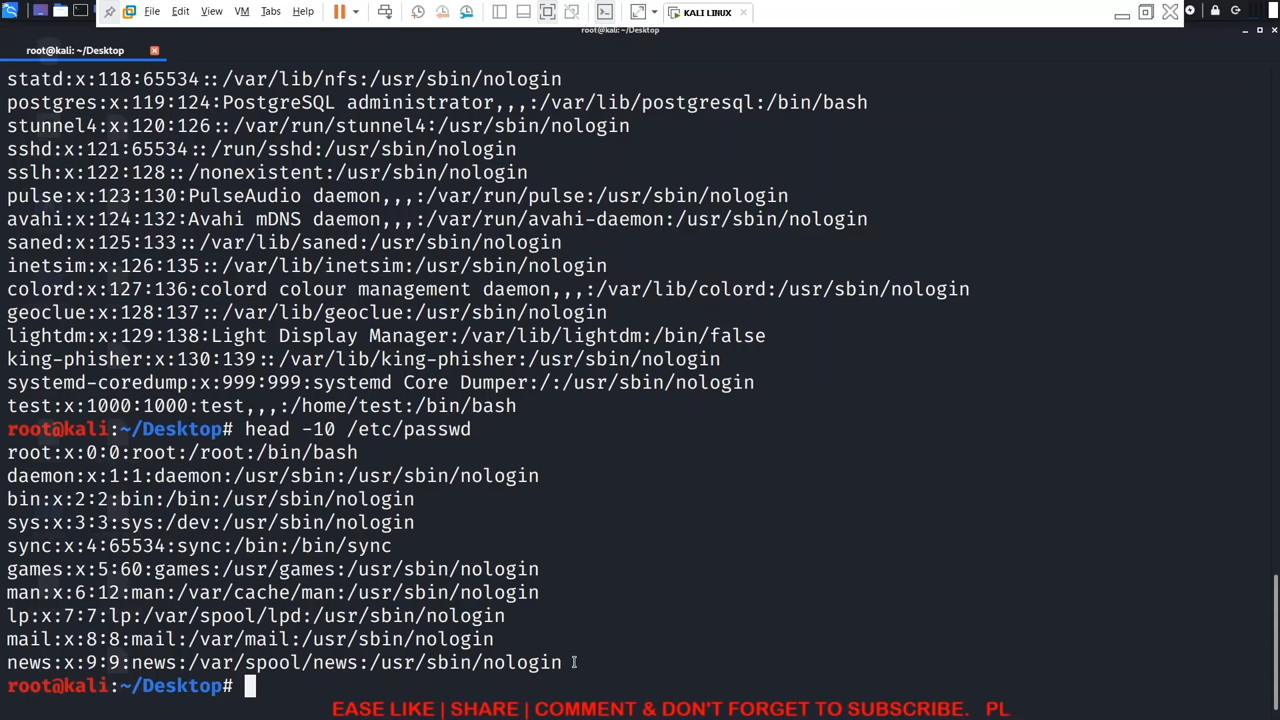 File Edit View VM Tabs Help KALI LINUX
root@kali: ~/Desktop
root@kali: ~/Desktop
statd:x:118:65534::/var/lib/nfs:/usr/sbin/nologin
postgres:x:119:124:PostgreSQL administrator,,,:/var/lib/postgresql:/bin/bash
stunnel4:x:120:126::/var/run/stunnel4:/usr/sbin/nologin
sshd:x:121:65534::/run/sshd:/usr/sbin/nologin
sslh:x:122:128::/nonexistent:/usr/sbin/nologin
pulse:x:123:130:PulseAudio daemon,,,:/var/run/pulse:/usr/sbin/nologin
avahi:x:124:132:Avahi mDNS daemon,,,:/var/run/avahi-daemon:/usr/sbin/nologin
saned:x:125:133::/var/lib/saned:/usr/sbin/nologin
inetsim:x:126:135::/var/lib/inetsim:/usr/sbin/nologin
colord:x:127:136:colord colour management daemon,,,:/var/lib/colord:/usr/sbin/nologin
geoclue:x:128:137::/var/lib/geoclue:/usr/sbin/nologin
lightdm:x:129:138:Light Display Manager:/var/lib/lightdm:/bin/false
king-phisher:x:130:139::/var/lib/king-phisher:/usr/sbin/nologin
systemd-coredump:x:999:999:systemd Core Dumper:/:/usr/sbin/nologin
test:x:1000:1000:test,,,:/home/test:/bin/bash
root@kali:~/Desktop# head -10 /etc/passwd
root:x:0:0:root:/root:/bin/bash
daemon:x:1:1:daemon:/usr/sbin:/usr/sbin/nologin
bin:x:2:2:bin:/bin:/usr/sbin/nologin
sys:x:3:3:sys:/dev:/usr/sbin/nologin
sync:x:4:65534:sync:/bin:/bin/sync
games:x:5:60:games:/usr/games:/usr/sbin/nologin
man:x:6:12:man:/var/cache/man:/usr/sbin/nologin
lp:x:7:7:lp:/var/spool/lpd:/usr/sbin/nologin
mail:x:8:8:mail:/var/mail:/usr/sbin/nologin
news:x:9:9:news:/var/spool/news:/usr/sbin/nologin
root@kali:~/Desktop#
EASE LIKE | SHARE | COMMENT & DON'T FORGET TO SUBSCRIBE. PL